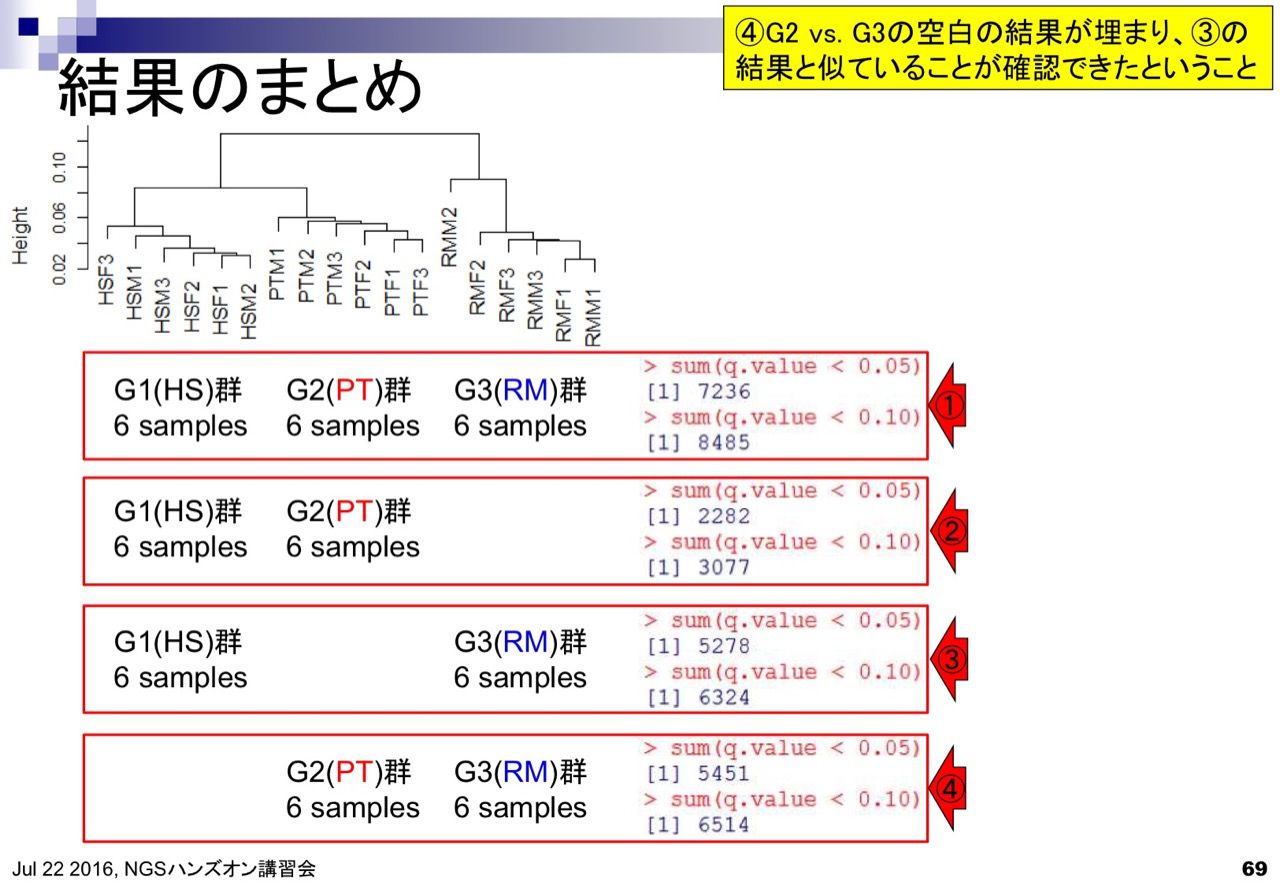 ④G2 vs. G3の空白の結果が埋まり、③の
結果と似ていることが確認できたということ
結果のまとめ
Height
0.02 0.06 0.10
HSF3 HSM1 HSM3 HSF2 HSF1 HSM2 PTM1 PTM2 PTM3 PTF2 PTF1 PTF3 RMM2 RMF2 RMF3 RMM3 RMF1 RMM1
G1(HS)群 G2(PT)群 G3(RM)群
6 samples 6 samples 6 samples
> sum(q.value < 0.05)
[1] 7236
> sum(q.value < 0.10)
[1] 8485
①
G1(HS)群 G2(PT)群
6 samples 6 samples
> sum(q.value < 0.05)
[1] 2282
> sum(q.value < 0.10)
[1] 3077
②
G1(HS)群 G3(RM)群
6 samples 6 samples
> sum(q.value < 0.05)
[1] 5278
> sum(q.value < 0.10)
[1] 6324
③
G2(PT)群 G3(RM)群
6 samples 6 samples
> sum(q.value < 0.05)
[1] 5451
> sum(q.value < 0.10)
[1] 6514
④
Jul 22 2016, NGSハンズオン講習会
69